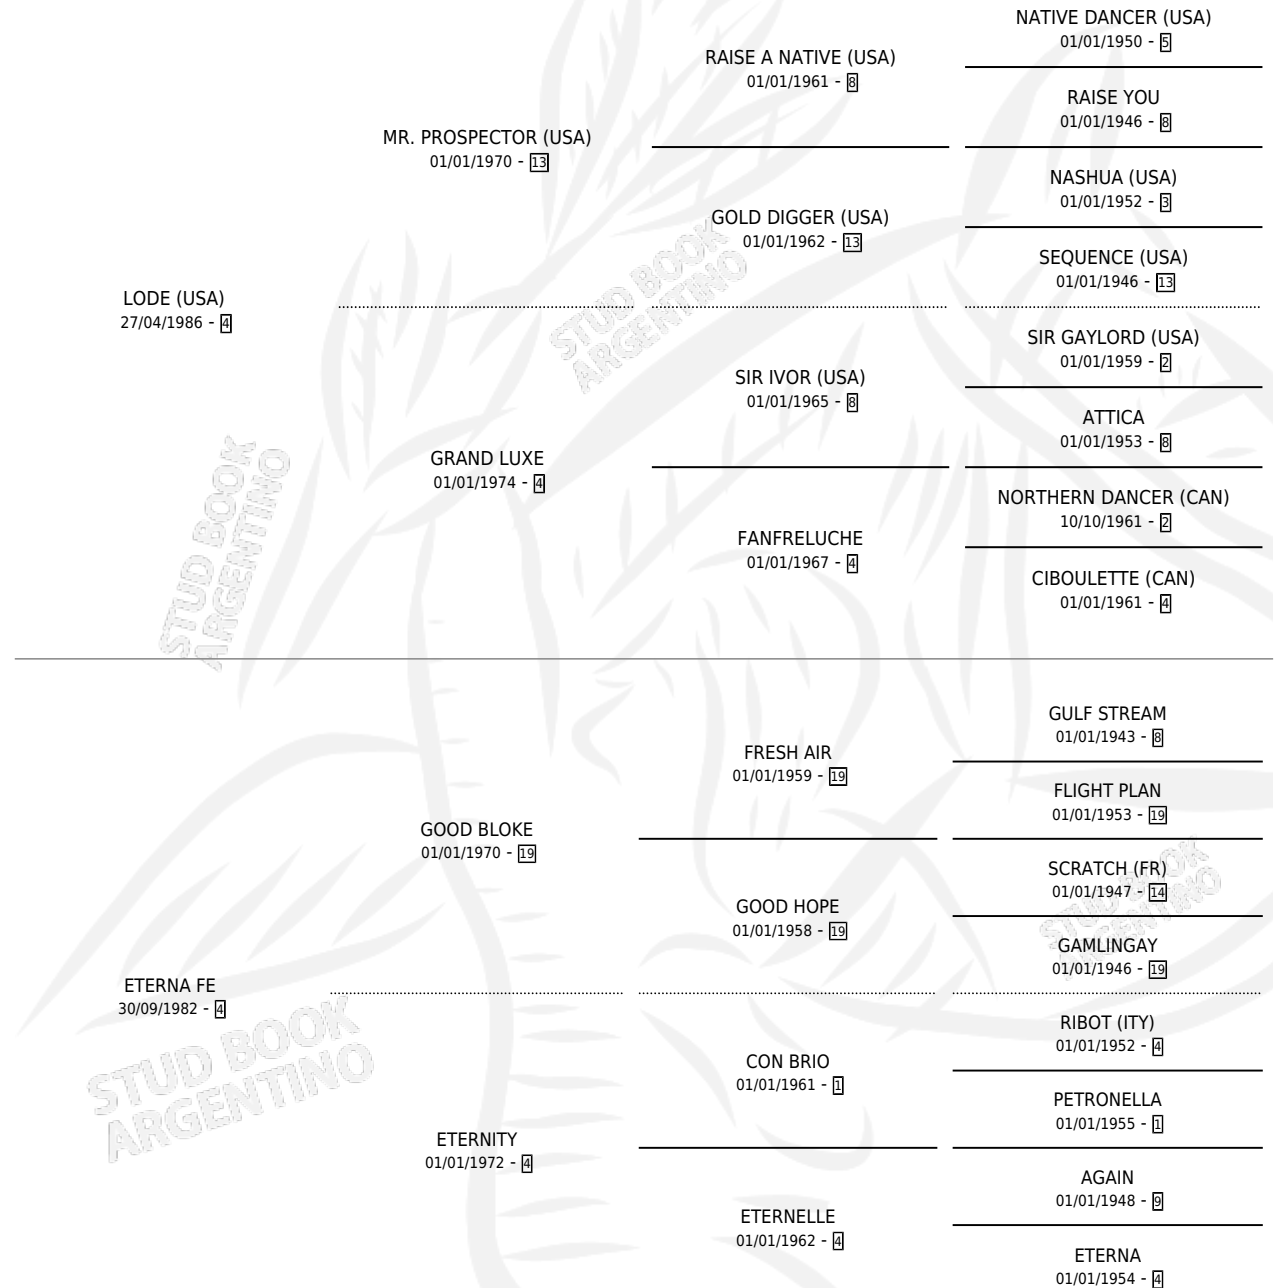 NATIVE DANCER (USA)
01/01/1950 - 5
RAISE A NATIVE (USA)
01/01/1961 - 8
RAISE YOU
01/01/1946 - 8
MR. PROSPECTOR (USA)
01/01/1970 - 13
NASHUA (USA)
01/01/1952 - 3
GOLD DIGGER (USA)
01/01/1962 - 13
SEQUENCE (USA)
01/01/1946 - 13
LODE (USA)
27/04/1986 - 4
SIR GAYLORD (USA)
01/01/1959 - 2
SIR IVOR (USA)
01/01/1965 - 8
ATTICA
01/01/1953 - 8
GRAND LUXE
01/01/1974 - 4
NORTHERN DANCER (CAN)
10/10/1961 - 2
FANFRELUCHE
01/01/1967 - 4
CIBOULETTE (CAN)
01/01/1961 - 4
GULF STREAM
01/01/1943 - 8
FRESH AIR
01/01/1959 - 19
FLIGHT PLAN
01/01/1953 - 19
GOOD BLOKE
01/01/1970 - 19
SCRATCH (FR)
01/01/1947 - 14
GOOD HOPE
01/01/1958 - 19
GAMLINGAY
01/01/1946 - 19
ETERNA FE
30/09/1982 - 4
RIBOT (ITY)
01/01/1952 - 4
CON BRIO
01/01/1961 - 1
PETRONELLA
01/01/1955 - 1
ETERNITY
01/01/1972 - 4
AGAIN
01/01/1948 - 9
ETERNELLE
01/01/1962 - 4
ETERNA
01/01/1954 - 4
STUD BOOK
ARGENTINO
STUD BOOK
ARGENTINO
STUD BOOK
ARGENTINO
STUD BOOK
ARGENTINO